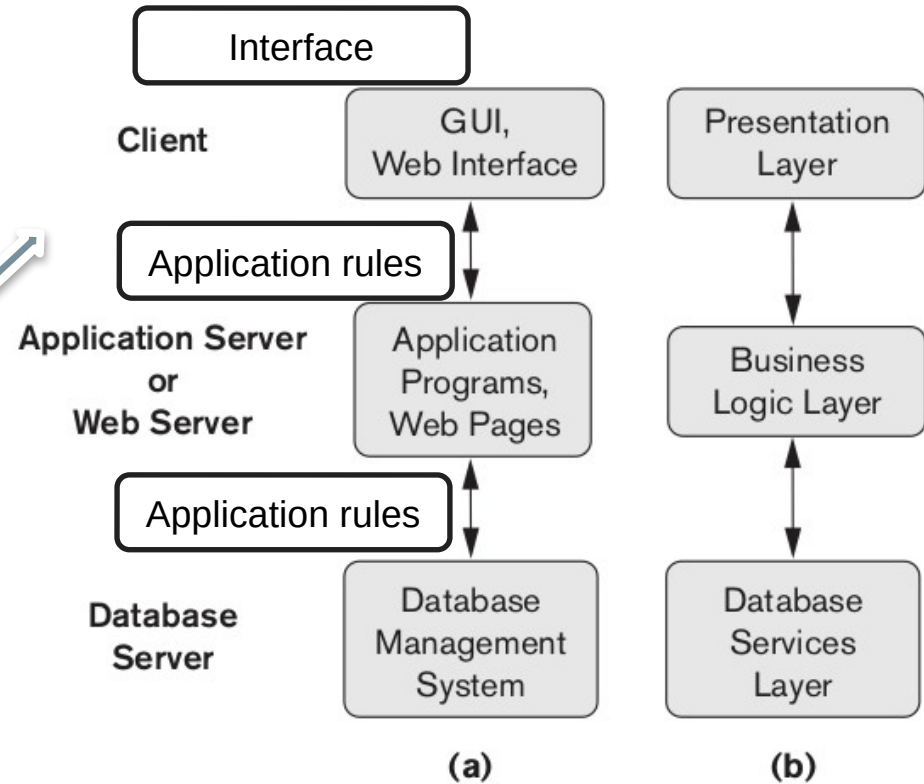 Interface
Client
GUI,
Web Interface
Presentation
Layer
Application rules
Application Server
or
Web Server
Application
Programs,
Web Pages
Business
Logic Layer
Application rules
Database
Server
Database
Management
System
Database
Services
Layer
(a)
(b)